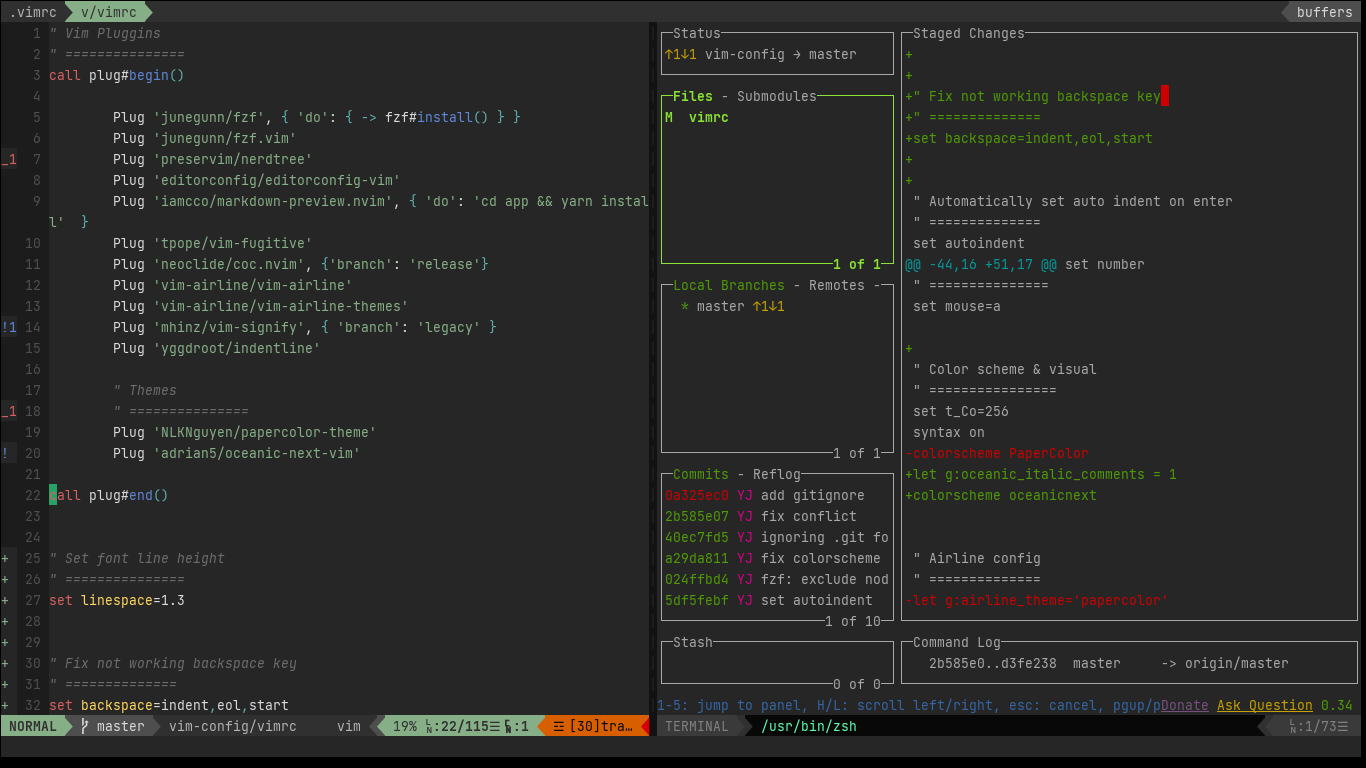 .vimrc v/vimrc buffers
1 " Vim Pluggins
2 " ===============
3 call plug#begin()
4
5 Plug 'junegunn/fzf', { 'do': { -> fzf#install() } }
6 Plug 'junegunn/fzf.vim'
_1 7 Plug 'preservim/nerdtree'
8 Plug 'editorconfig/editorconfig-vim'
9 Plug 'iamcco/markdown-preview.nvim', { 'do': 'cd app && yarn instal
l'  }
10 Plug 'tpope/vim-fugitive'
11 Plug 'neoclide/coc.nvim', {'branch': 'release'}
12 Plug 'vim-airline/vim-airline'
13 Plug 'vim-airline/vim-airline-themes'
!1 14 Plug 'mhinz/vim-signify', { 'branch': 'legacy' }
15 Plug 'yggdroot/indentline'
16
17 " Themes
_1 18 " ===============
19 Plug 'NLKNguyen/papercolor-theme'
! 20 Plug 'adrian5/oceanic-next-vim'
21
22 call plug#end()
23
24
+ 25 " Set font line height
+ 26 " ===============
+ 27 set linespace=1.3
+ 28
+ 29
+ 30 " Fix not working backspace key
+ 31 " ==============
+ 32 set backspace=indent,eol,start
NORMAL master vim-config/vimrc vim 19% ␤:22/115☰ ␤:1 ☲ [30]tra…
Status
↑1↓1 vim-config → master
Files - Submodules
M  vimrc
1 of 1
Local Branches - Remotes -
* master ↑1↓1
1 of 1
Commits - Reflog
0a325ec0 YJ add gitignore
2b585e07 YJ fix conflict
40ec7fd5 YJ ignoring .git fo
a29da811 YJ fix colorscheme
024ffbd4 YJ fzf: exclude nod
5df5febf YJ set autoindent
1 of 10
Stash
0 of 0
Staged Changes
+
+
+" Fix not working backspace key
+" ==============
+set backspace=indent,eol,start
+
+
" Automatically set auto indent on enter
" ==============
set autoindent
@@ -44,16 +51,17 @@ set number
" ===============
set mouse=a
+
" Color scheme & visual
" ================
set t_Co=256
syntax on
-colorscheme PaperColor
+let g:oceanic_italic_comments = 1
+colorscheme oceanicnext
" Airline config
" ==============
-let g:airline_theme='papercolor'
Command Log
2b585e0..d3fe238  master      -> origin/master
1-5: jump to panel, H/L: scroll left/right, esc: cancel, pgup/pDonate Ask Question 0.34
TERMINAL /usr/bin/zsh ␤:1/73☰